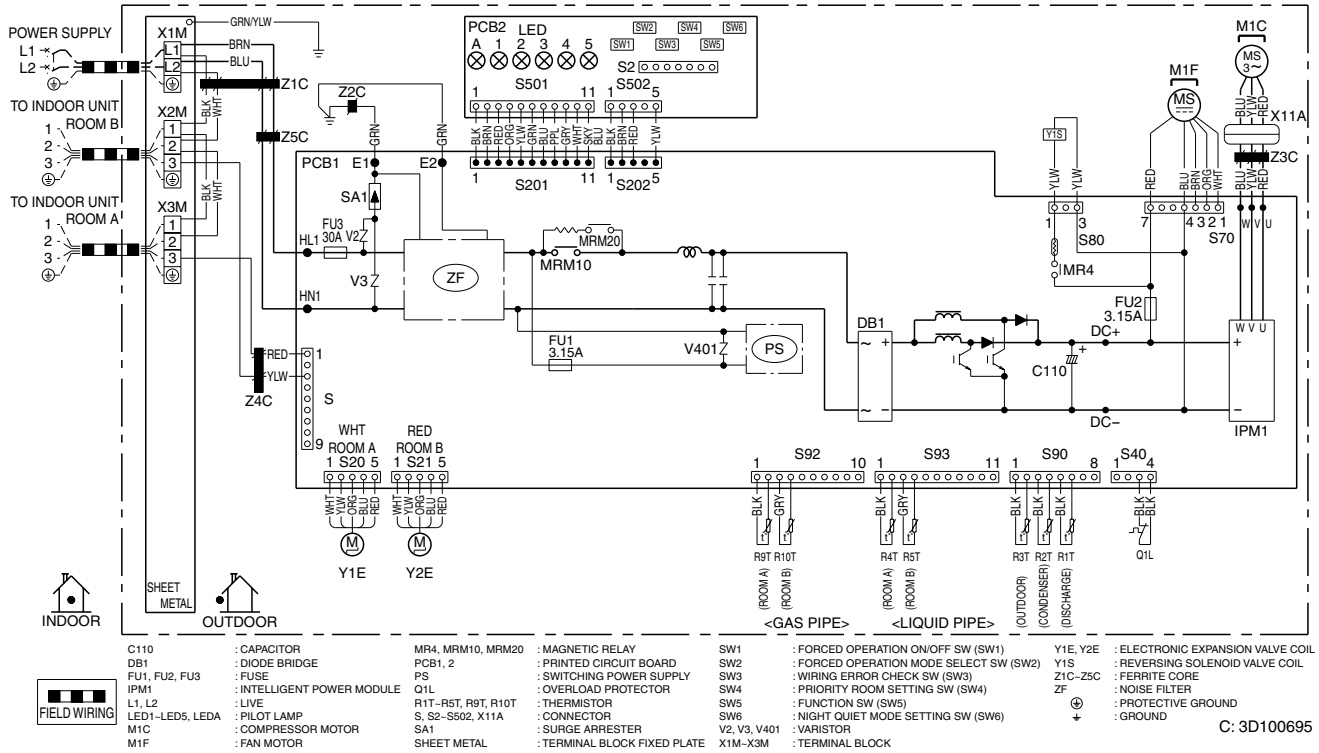 POWER SUPPLY
L1
L2
TO INDOOR UNIT
ROOM B
1
2
3
TO INDOOR UNIT
ROOM A
1
2
3
X1M
L1
L2
X2M
1
2
3
X3M
1
2
3
GRN/YLW
BRN
BLU
BLK
WHT
BLK
WHT
Z1C
Z5C
Z2C
GRN
GRN
PCB1
E1
E2
SA1
FU3
30A
V2
V3
HL1
HN1
ZF
PCB2
LED
A 1 2 3 4 5
SW2 SW4 SW6
SW1 SW3 SW5
S2
S501
S502
1 11 1 5
BLK BRN RED ORG YLW GRN BLU PPL GRY WHT SKY BLU
BLK BRN RED YLW
1 11 1 5
S201
S202
MRM20
MRM10
FU1
3.15A
V401
PS
DB1
~ +
~ −
M1C
MS
3~
M1F
MS
BLU YLW RED
X11A
Z3C
BLU YLW RED
W V U
Y1S
YLW YLW
1 3
S80
RED BLU BRN ORG WHT
7 4 3 2 1
S70
MR4
FU2
3.15A
DC+
C110
+
DC−
W V U
+
−
IPM1
RED
YLW
Z4C
1
S
9
WHT
ROOM A
1 S20 5
WHT YLW ORG BLU RED
M
Y1E
RED
ROOM B
1 S21 5
WHT YLW ORG BLU RED
M
Y2E
S92
1 10
BLK GRY
t° t°
R9T R10T
(ROOM A) (ROOM B)
<GAS PIPE>
S93
1 11
BLK GRY
t° t°
R4T R5T
(ROOM A) (ROOM B)
<LIQUID PIPE>
S90
1 8
BLK BLK BLK
t° t° t°
R3T R2T R1T
(OUTDOOR) (CONDENSER) (DISCHARGE)
S40
1 4
BLK BLK
Q1L
INDOOR
SHEET
METAL
OUTDOOR
FIELD WIRING
C110 : CAPACITOR
DB1 : DIODE BRIDGE
FU1, FU2, FU3 : FUSE
IPM1 : INTELLIGENT POWER MODULE
L1, L2 : LIVE
LED1~LED5, LEDA : PILOT LAMP
M1C : COMPRESSOR MOTOR
M1F : FAN MOTOR
MR4, MRM10, MRM20 : MAGNETIC RELAY
PCB1, 2 : PRINTED CIRCUIT BOARD
PS : SWITCHING POWER SUPPLY
Q1L : OVERLOAD PROTECTOR
R1T~R5T, R9T, R10T : THERMISTOR
S, S2~S502, X11A : CONNECTOR
SA1 : SURGE ARRESTER
SHEET METAL : TERMINAL BLOCK FIXED PLATE
SW1 : FORCED OPERATION ON/OFF SW (SW1)
SW2 : FORCED OPERATION MODE SELECT SW (SW2)
SW3 : WIRING ERROR CHECK SW (SW3)
SW4 : PRIORITY ROOM SETTING SW (SW4)
SW5 : FUNCTION SW (SW5)
SW6 : NIGHT QUIET MODE SETTING SW (SW6)
V2, V3, V401 : VARISTOR
X1M~X3M : TERMINAL BLOCK
Y1E, Y2E : ELECTRONIC EXPANSION VALVE COIL
Y1S : REVERSING SOLENOID VALVE COIL
Z1C~Z5C : FERRITE CORE
ZF : NOISE FILTER
: PROTECTIVE GROUND
: GROUND
C: 3D100695